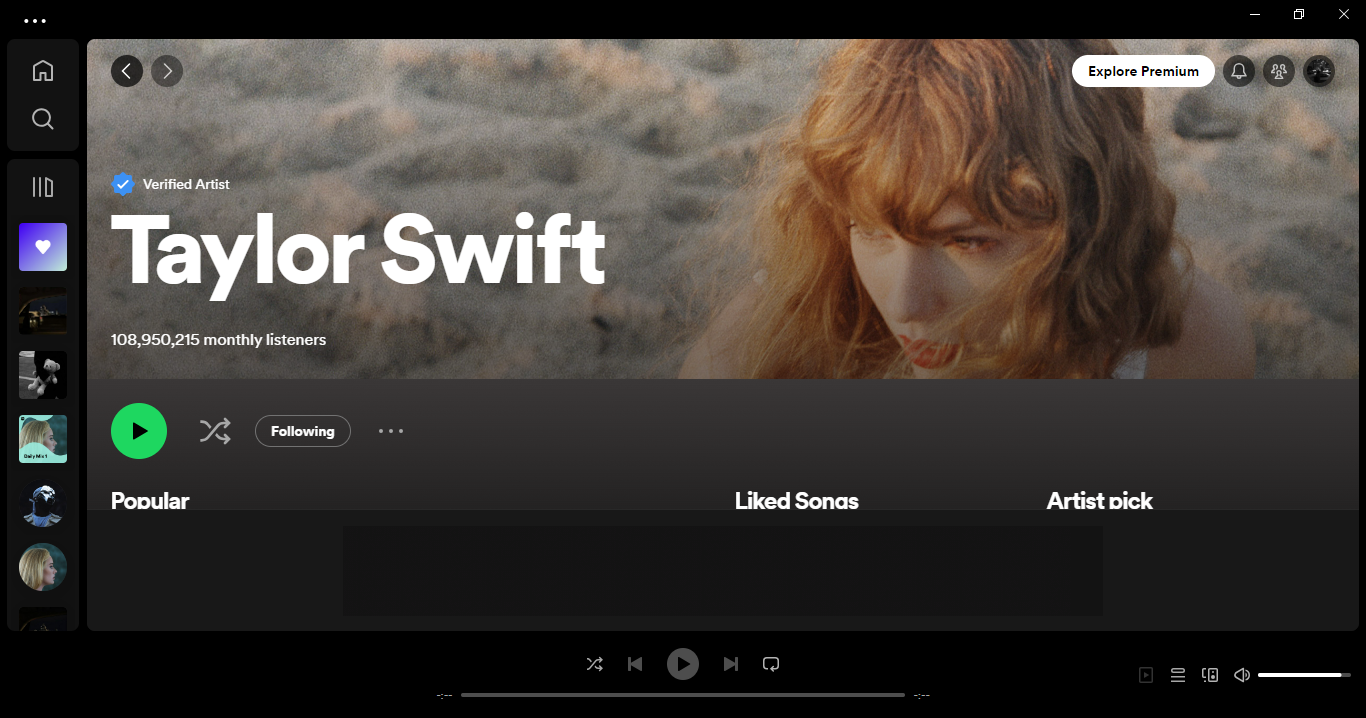 Explore Premium
Verified Artist
Taylor Swift
108,950,215 monthly listeners
Following
Popular
Liked Songs
Artist pick
Daily Mix 1
-:--
-:--